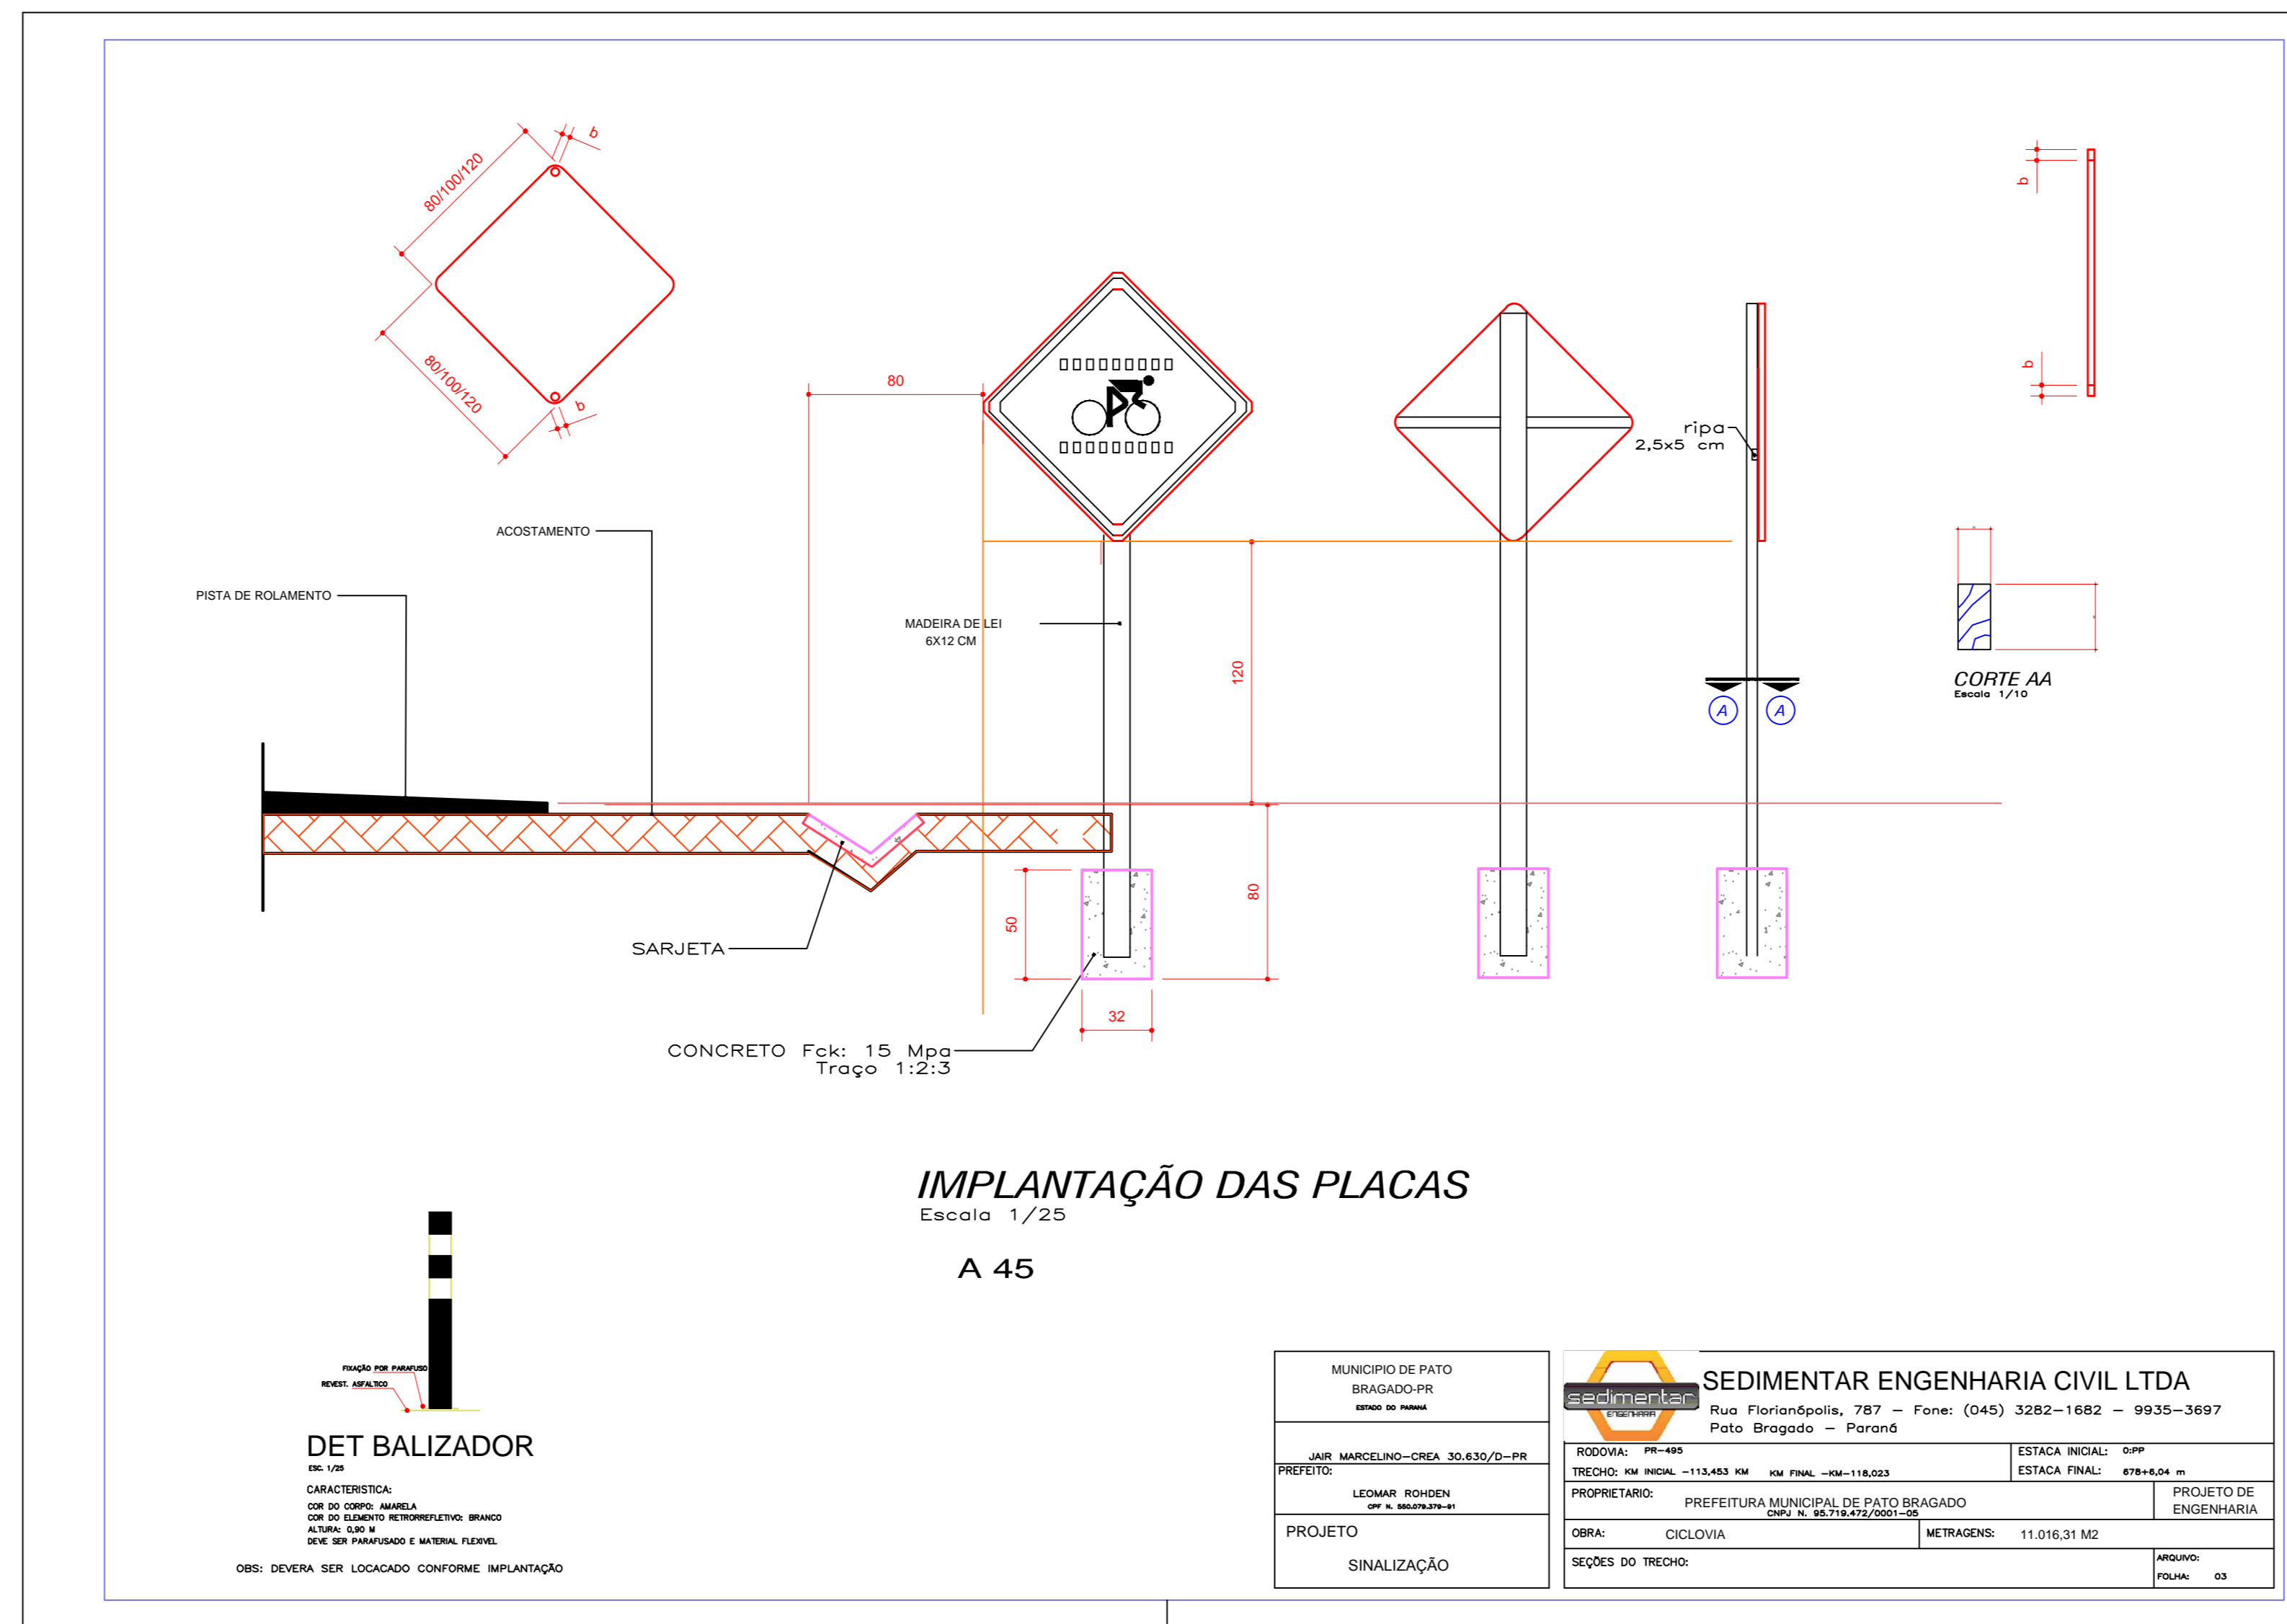 80/100/120
b
80/100/120
b
b
b
80
ripa
2,5x5 cm
ACOSTAMENTO
PISTA DE ROLAMENTO
MADEIRA DE LEI
6X12 CM
120
CORTE AA
Escala 1/10
A
A
50
80
SARJETA
32
CONCRETO Fck: 15 Mpa
Traço 1:2:3
IMPLANTAÇÃO DAS PLACAS
Escala 1/25
A 45
FIXAÇÃO POR PARAFUSO
REVEST. ASFALTICO
DET BALIZADOR
ESC. 1/25
CARACTERISTICA:
COR DO CORPO: AMARELA
COR DO ELEMENTO RETRORREFLETIVO: BRANCO
ALTURA: 0,90 M
DEVE SER PARAFUSADO E MATERIAL FLEXIVEL
OBS: DEVERA SER LOCACADO CONFORME IMPLANTAÇÃO
MUNICIPIO DE PATO
BRAGADO-PR
ESTADO DO PARANÁ
JAIR MARCELINO-CREA 30.630/D-PR
PREFEITO:
LEOMAR ROHDEN
CPF N. 550.079.379-91
PROJETO
SINALIZAÇÃO
sedimentar
ENGENHARIA
SEDIMENTAR ENGENHARIA CIVIL LTDA
Rua Florianópolis, 787 - Fone: (045) 3282-1682 - 9935-3697
Pato Bragado - Paraná
RODOVIA: PR-495
ESTACA INICIAL: 0:PP
TRECHO: KM INICIAL -113,453 KM KM FINAL -KM-118,023
ESTACA FINAL: 678+6,04 m
PROPRIETARIO: PREFEITURA MUNICIPAL DE PATO BRAGADO
CNPJ N. 95.719.472/0001-05
PROJETO DE
ENGENHARIA
OBRA: CICLOVIA
METRAGENS: 11.016,31 M2
SEÇÕES DO TRECHO:
ARQUIVO:
FOLHA: 03